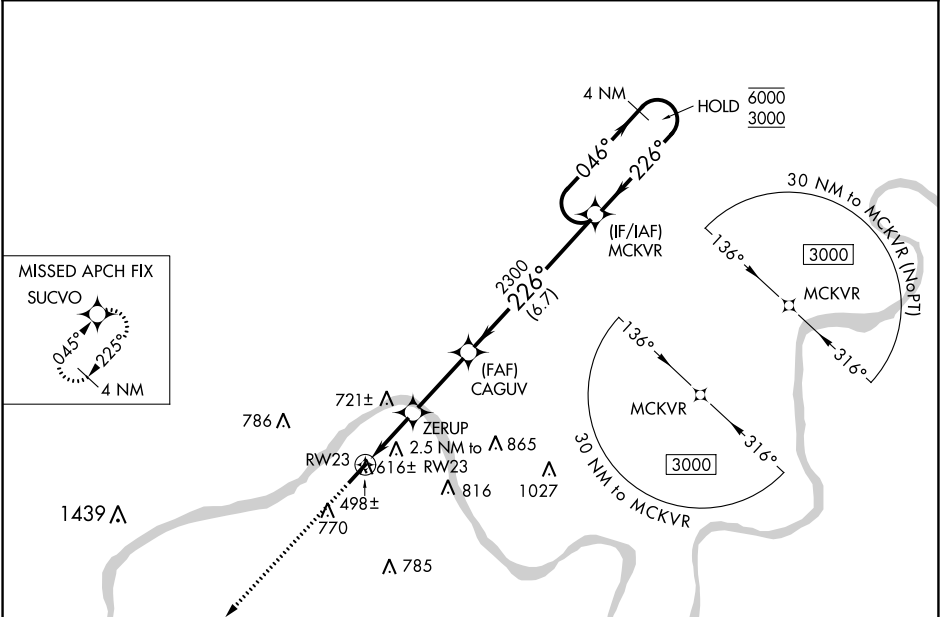 4 NM
HOLD
6000
3000
046°
226°
(IF/IAF)
MCKVR
30 NM to MCKVR (NoPT)
136°
3000
MCKVR
316°
2300
226°
(6.7)
MISSED APCH FIX
SUCVO
045°
225°
4 NM
136°
MCKVR
316°
3000
30 NM to MCKVR
(FAF)
CAGUV
721±
786
ZERUP
2.5 NM to
RW23
865
RW23
616±
816
1027
498±
1439
770
785